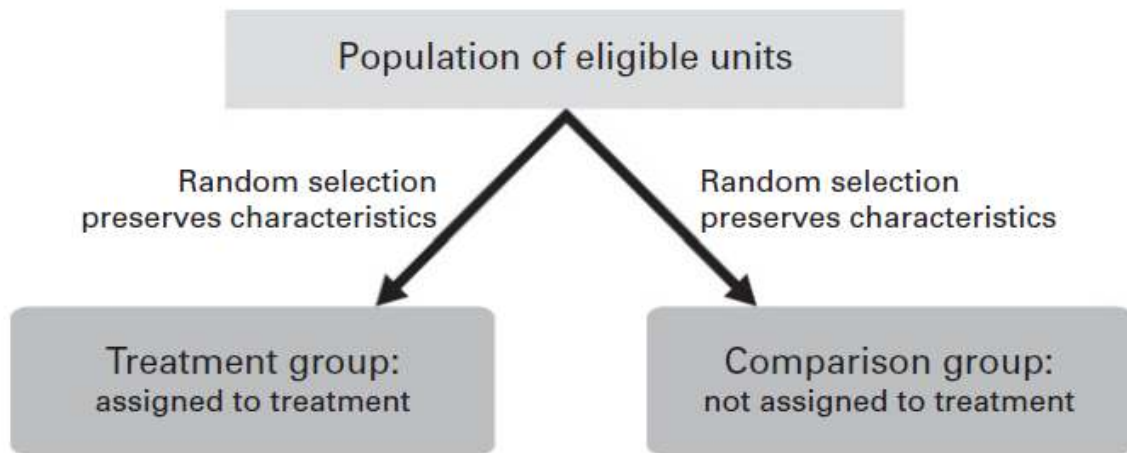 Population of eligible units
Random selection
preserves characteristics
Random selection
preserves characteristics
Treatment group:
assigned to treatment
Comparison group:
not assigned to treatment